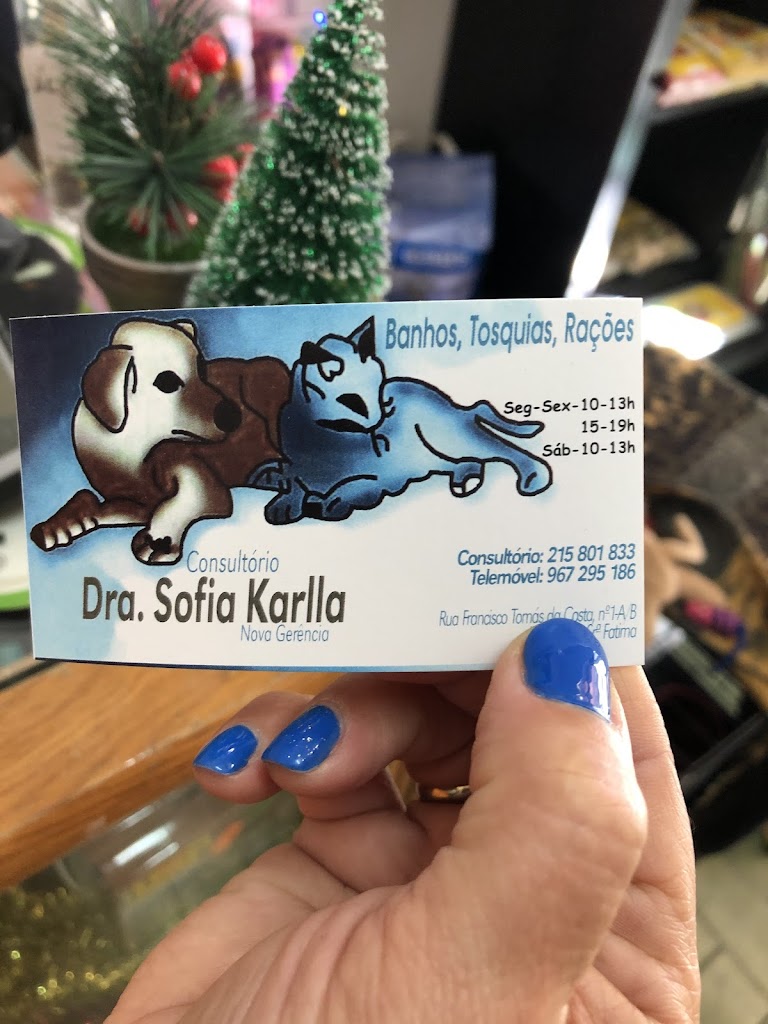 Banhos, Tosquias, Rações
Seg-Sex-10-13h
15-19h
Sáb-10-13h
Consultório
Dra. Sofia Karlla
Nova Gerência
Consultório: 215 801 833
Telemóvel: 967 295 186
Rua Francisco Tomás da Costa, nº1-A/B
Fatima